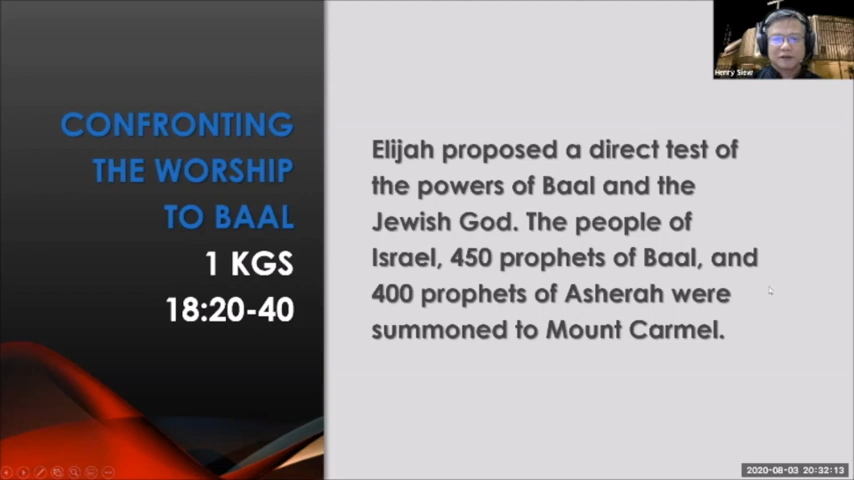 CONFRONTING
THE WORSHIP
TO BAAL
1 KGS
18:20-40
Elijah proposed a direct test of
the powers of Baal and the
Jewish God. The people of
Israel, 450 prophets of Baal, and
400 prophets of Asherah were
summoned to Mount Carmel.
Henry Siew
2020-08-03 20:32:13